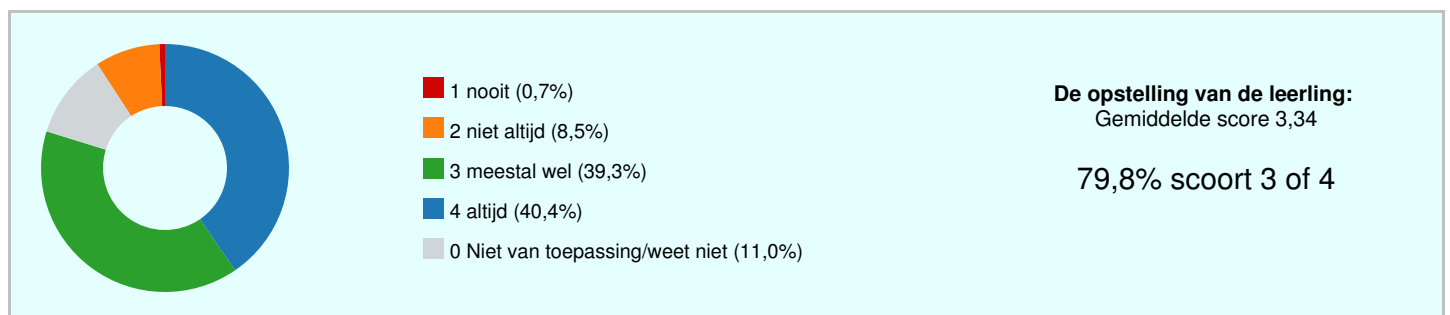 1 nooit (0,7%)
2 niet altijd (8,5%)
3 meestal wel (39,3%)
4 altijd (40,4%)
0 Niet van toepassing/weet niet (11,0%)
De opstelling van de leerling:
Gemiddelde score 3,34
79,8% scoort 3 of 4